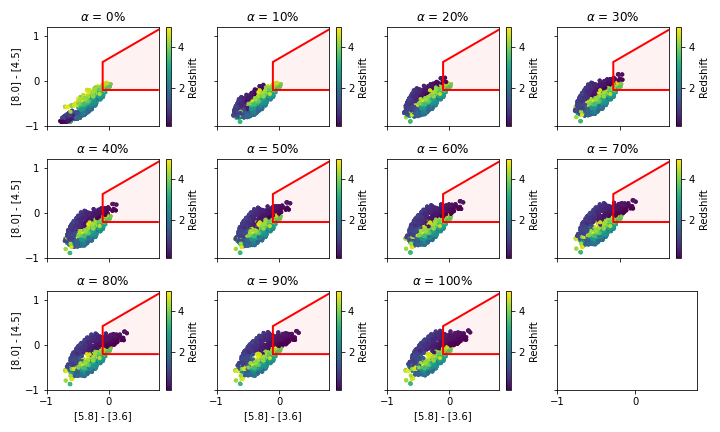 α = 0%
α = 10%
α = 20%
α = 30%
[8.0] - [4.5]
1
0
−1
4
2
Redshift
4
2
Redshift
4
2
Redshift
4
2
Redshift
α = 40%
α = 50%
α = 60%
α = 70%
[8.0] - [4.5]
1
0
−1
4
2
Redshift
4
2
Redshift
4
2
Redshift
4
2
Redshift
α = 80%
α = 90%
α = 100%
[8.0] - [4.5]
1
0
−1
4
2
Redshift
4
2
Redshift
4
2
Redshift
−1 0
−1 0
−1 0
−1 0
[5.8] - [3.6]
[5.8] - [3.6]
[5.8] - [3.6]